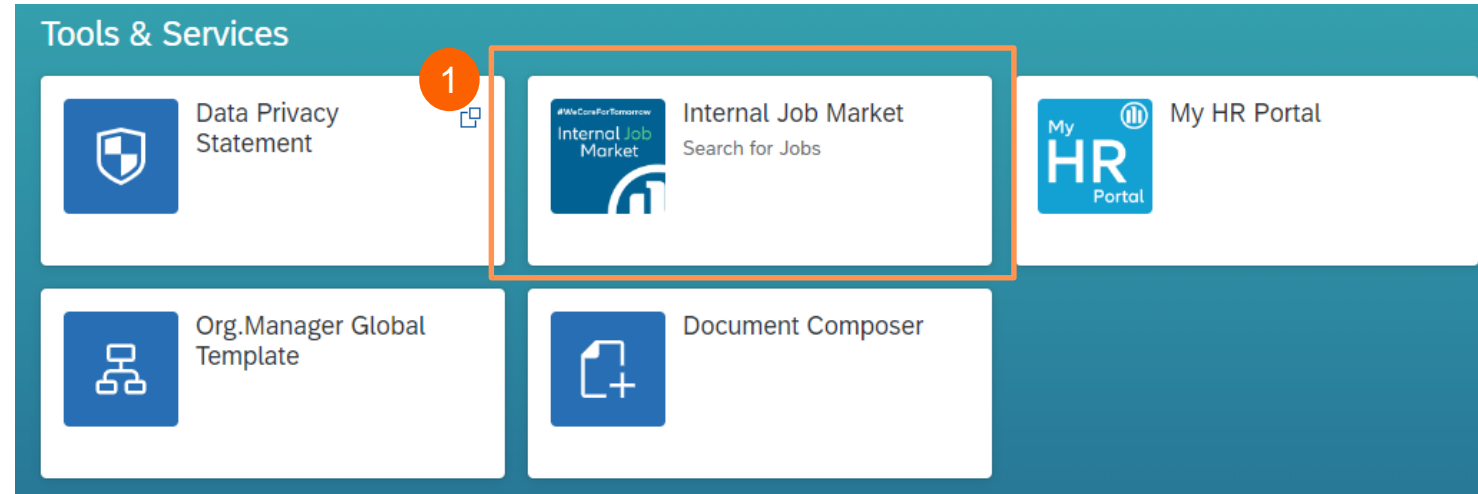 Tools & Services
1
Data Privacy
Statement
#WeCareForTomorrow
Internal Job
Market
Internal Job Market
Search for Jobs
My
HR
Portal
My HR Portal
Org.Manager Global
Template
Document Composer